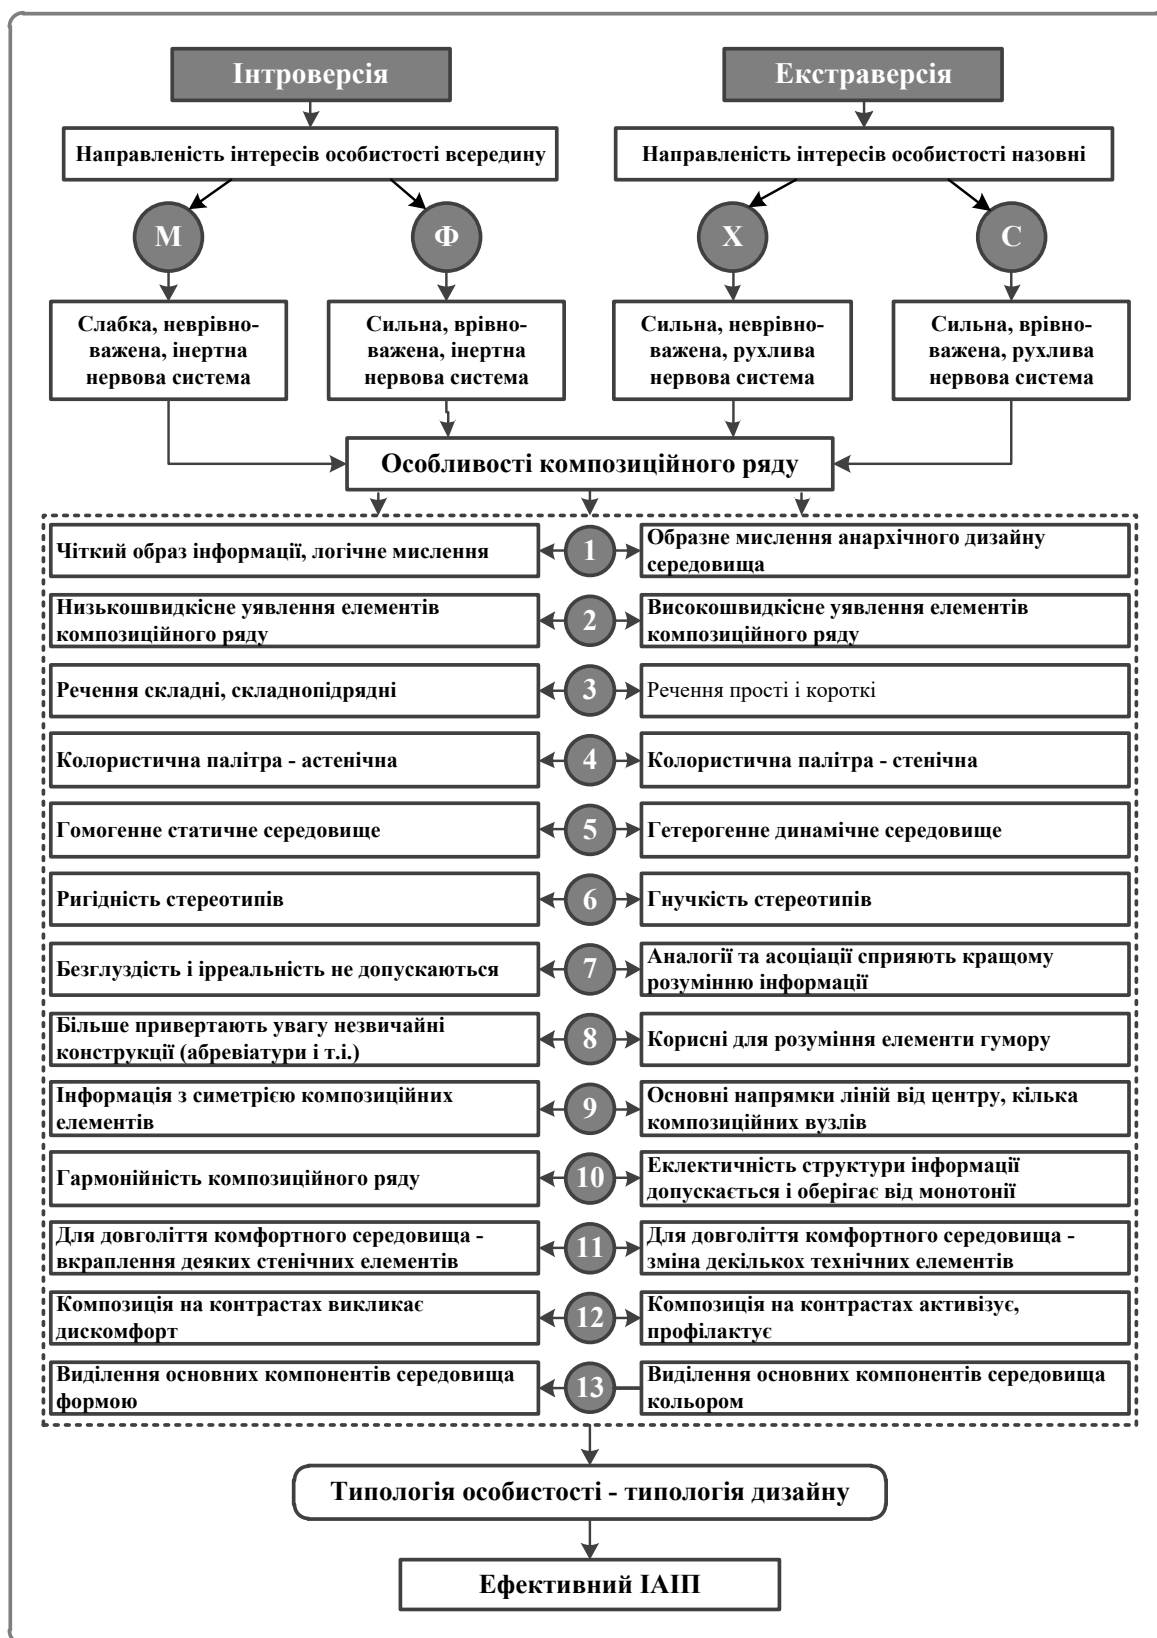 Інтроверсія
Екстраверсія
Направленість інтересів особистості всередину
Направленість інтересів особистості назовні
М
Ф
Х
С
Слабка, неврівно-
важена, інертна
нервова система
Сильна, врівно-
важена, інертна
нервова система
Сильна, неврівно-
важена, рухлива
нервова система
Сильна, врівно-
важена, рухлива
нервова система
Особливості композиційного ряду
Чіткий образ інформації, логічне мислення
1
Образне мислення анархічного дизайну
середовища
Низькошвидкісне уявлення елементів
композиційного ряду
2
Високошвидкісне уявлення елементів
композиційного ряду
Речення складні, складнопідрядні
3
Речення прості і короткі
Колористична палітра - астенічна
4
Колористична палітра - стенічна
Гомогенне статичне середовище
5
Гетерогенне динамічне середовище
Ригідність стереотипів
6
Гнучкість стереотипів
Безглуздість і ірреальність не допускаються
7
Аналогії та асоціації сприяють кращому
розумінню інформації
Більше привертають увагу незвичайні
конструкції (абревіатури і т.і.)
8
Корисні для розуміння елементи гумору
Інформація з симетрією композиційних
елементів
9
Основні напрямки ліній від центру, кілька
композиційних вузлів
Гармонійність композиційного ряду
10
Еклектичність структури інформації
допускається і оберігає від монотонії
Для довголіття комфортного середовища -
вкраплення деяких стенічних елементів
11
Для довголіття комфортного середовища -
зміна декількох технічних елементів
Композиція на контрастах викликає
дискомфорт
12
Композиція на контрастах активізує,
профілактує
Виділення основних компонентів середовища
формою
13
Виділення основних компонентів середовища
кольором
Типологія особистості - типологія дизайну
Ефективний ІАІП